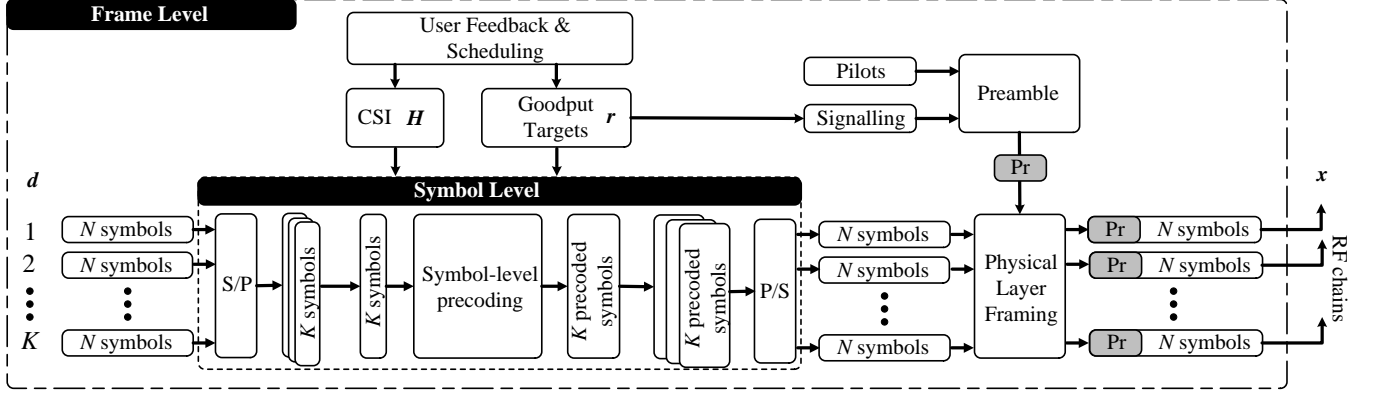 Frame Level
User Feedback &
Scheduling
CSI H
Goodput
Targets r
Pilots
Signalling
Preamble
Pr
d
Symbol Level
x
1
N symbols
2
N symbols
K
N symbols
S/P
K symbols
K symbols
Symbol-level
precoding
K precoded
symbols
K precoded
symbols
P/S
N symbols
N symbols
N symbols
Physical
Layer
Framing
Pr N symbols
Pr N symbols
Pr N symbols
RF chains